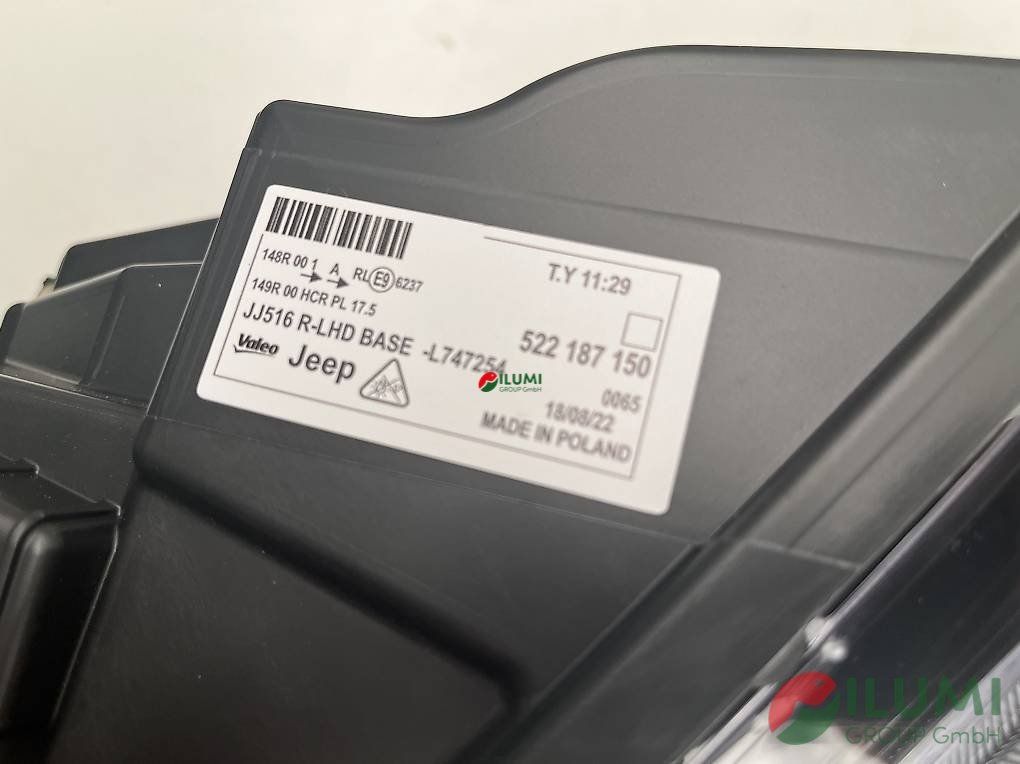 T.Y 11:29
148R 00 1 A RL E9 6237
149R 00 HCR PL 17.5
JJ516 R-LHD BASE -L747254
522 187 150
Valeo Jeep
0065
18/08/22
MADE IN POLAND
ILUMI
GROUP GmbH
ILUMI
GROUP GmbH